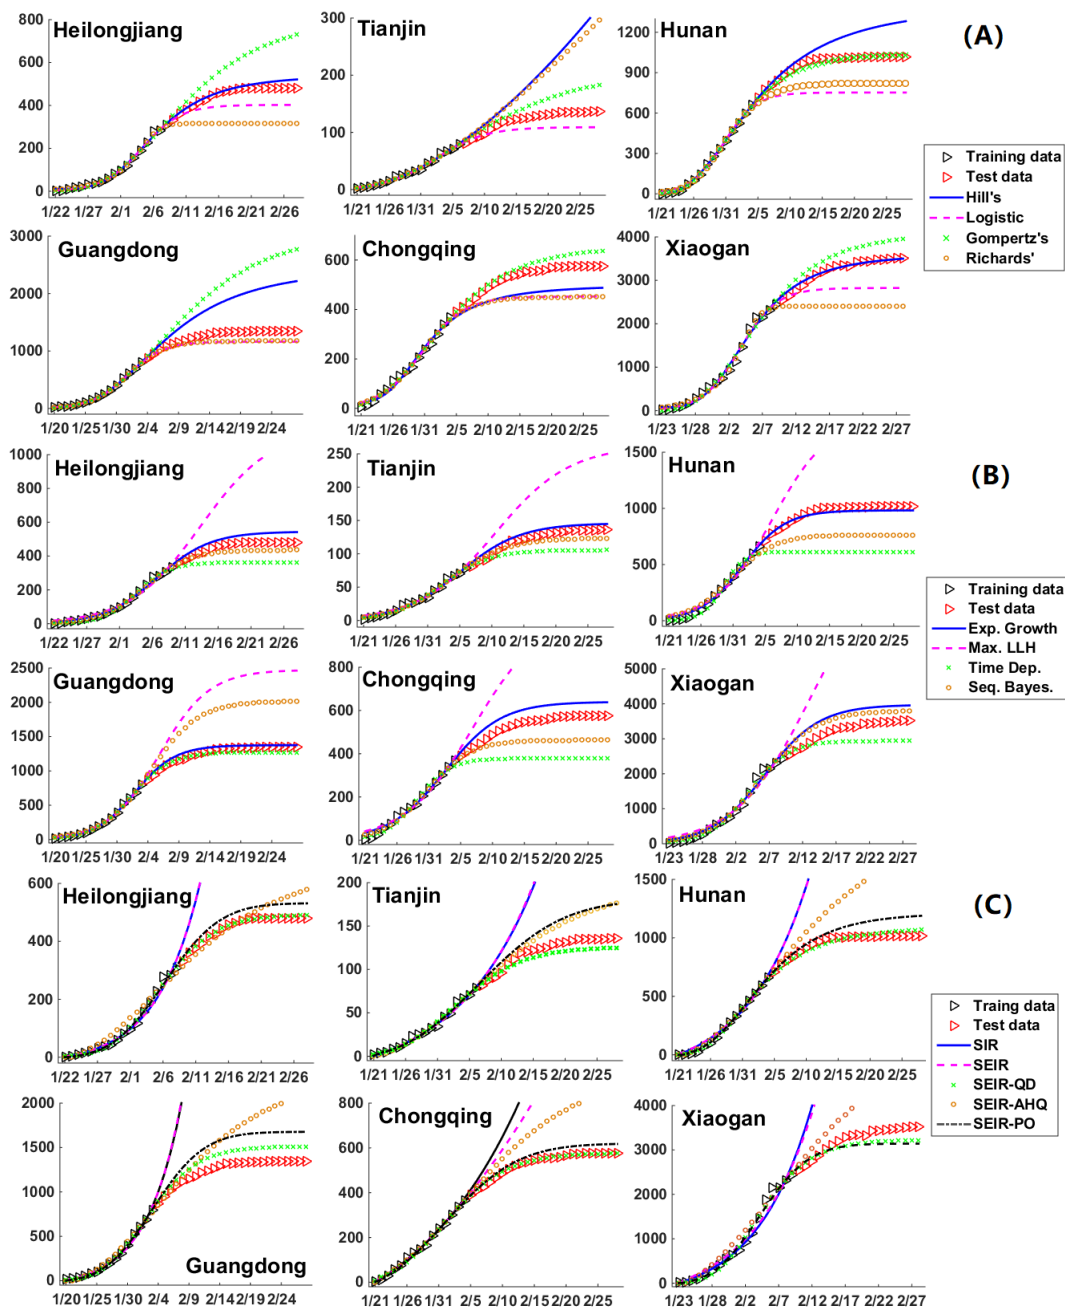 Heilongjiang
800
600
400
200
0
1/22 1/27 2/1 2/6 2/11 2/16 2/21 2/26
Tianjin
300
200
100
0
1/21 1/26 1/31 2/5 2/10 2/15 2/20 2/25
Hunan
1200
900
600
300
0
1/21 1/26 1/31 2/5 2/10 2/15 2/20 2/25
(A)
Training data
Test data
Hill's
Logistic
Gompertz's
Richards'
Guangdong
3000
2000
1000
0
1/20 1/25 1/30 2/4 2/9 2/14 2/19 2/24
Chongqing
600
400
200
0
1/21 1/26 1/31 2/5 2/10 2/15 2/20 2/25
Xiaogan
4000
3000
2000
1000
0
1/23 1/28 2/2 2/7 2/12 2/17 2/22 2/27
Heilongjiang
1000
800
600
400
200
0
1/22 1/27 2/1 2/6 2/11 2/16 2/21 2/26
Tianjin
250
200
150
100
50
0
1/21 1/26 1/31 2/5 2/10 2/15 2/20 2/25
Hunan
1500
1000
500
0
1/21 1/26 1/31 2/5 2/10 2/15 2/20 2/25
(B)
Training data
Test data
Exp. Growth
Max. LLH
Time Dep.
Seq. Bayes.
Guangdong
2500
2000
1500
1000
500
0
1/20 1/25 1/30 2/4 2/9 2/14 2/19 2/24
Chongqing
800
600
400
200
0
1/21 1/26 1/31 2/5 2/10 2/15 2/20 2/25
Xiaogan
5000
4000
3000
2000
1000
0
1/23 1/28 2/2 2/7 2/12 2/17 2/22 2/27
Heilongjiang
600
400
200
0
1/22 1/27 2/1 2/6 2/11 2/16 2/21 2/26
Tianjin
200
150
100
50
0
1/21 1/26 1/31 2/5 2/10 2/15 2/20 2/25
Hunan
1500
1000
500
0
1/21 1/26 1/31 2/5 2/10 2/15 2/20 2/25
(C)
Traing data
Test data
SIR
SEIR
SEIR-QD
SEIR-AHQ
SEIR-PO
Guangdong
2000
1500
1000
500
0
1/20 1/25 1/30 2/4 2/9 2/14 2/19 2/24
Chongqing
800
600
400
200
0
1/21 1/26 1/31 2/5 2/10 2/15 2/20 2/25
Xiaogan
4000
3000
2000
1000
0
1/23 1/28 2/2 2/7 2/12 2/17 2/22 2/27